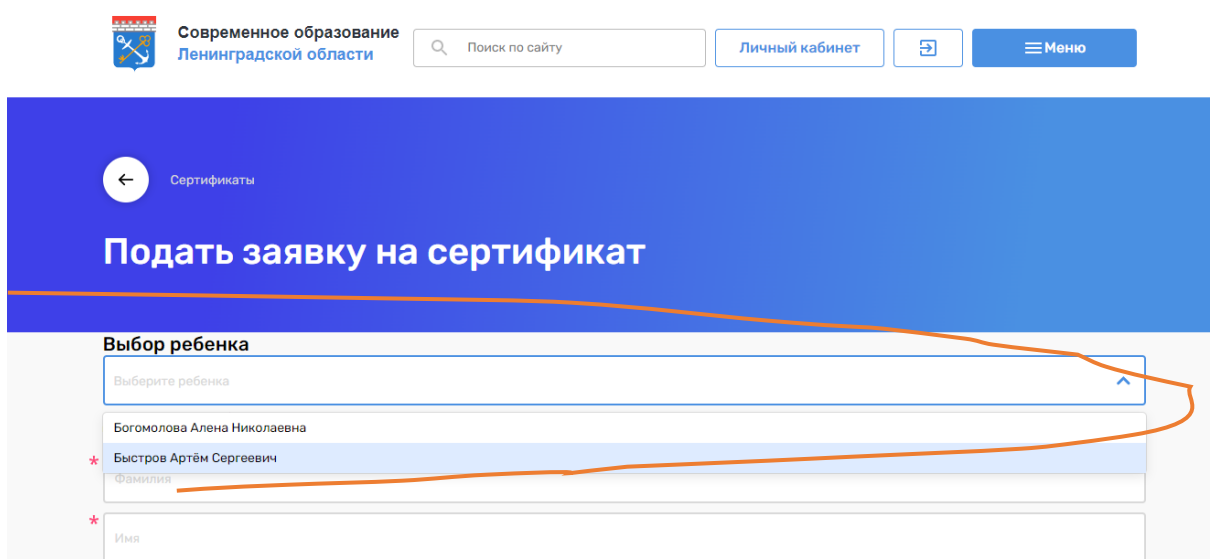 Современное образование
Ленинградской области
Поиск по сайту
Личный кабинет
Меню
Сертификаты
Подать заявку на сертификат
Выбор ребенка
Выберите ребенка
Богомолова Алена Николаевна
* Быстров Артём Сергеевич
Фамилия
*
Имя